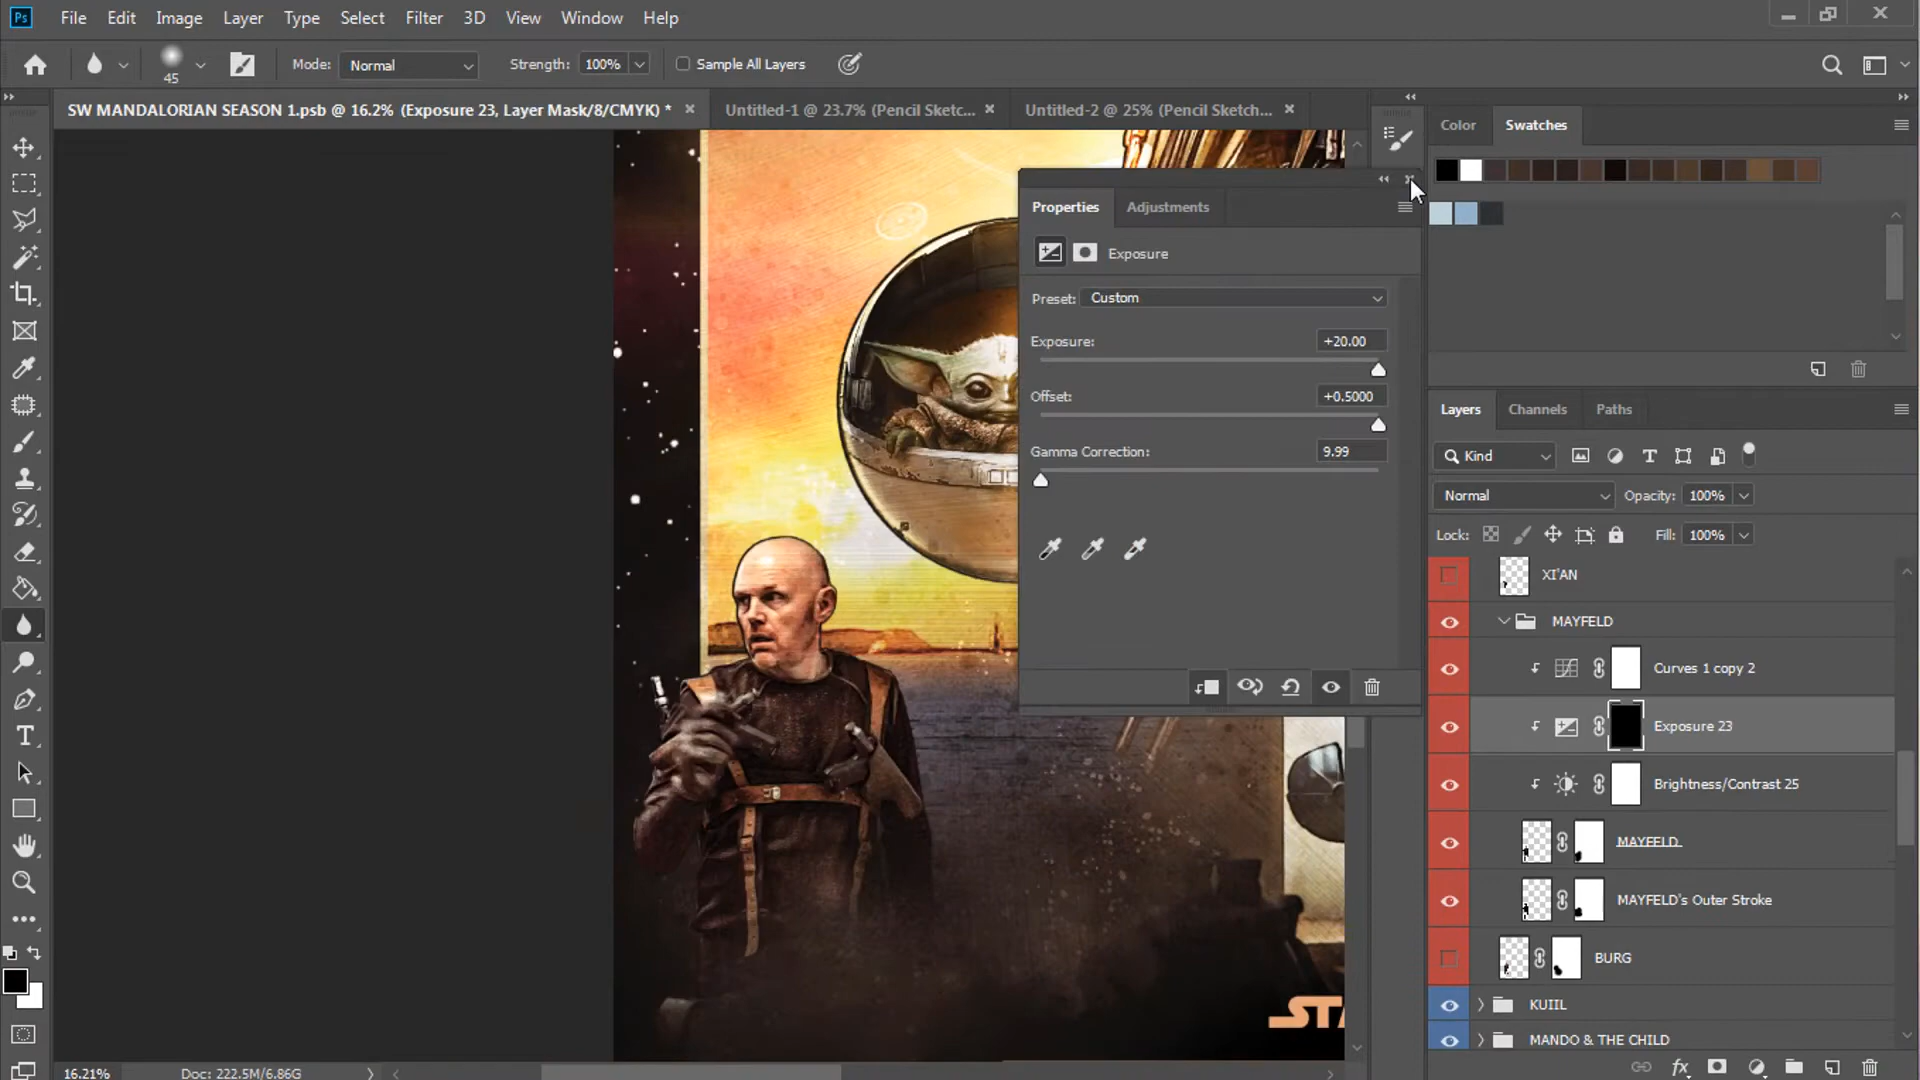 Ps File Edit Image Layer Type Select Filter 3D View Window Help
45 Mode: Normal Strength: 100% Sample All Layers
SW MANDALORIAN SEASON 1.psb @ 16.2% (Exposure 23, Layer Mask/8/CMYK) * Untitled-1 @ 23.7% (Pencil Sketc... Untitled-2 @ 25% (Pencil Sketch...
Color Swatches
Properties Adjustments
Exposure
Preset: Custom
Exposure: +20.00
Offset: +0.5000
Gamma Correction: 9.99
Layers Channels Paths
Kind
Normal Opacity: 100%
Lock: Fill: 100%
XI'AN
MAYFELD
Curves 1 copy 2
Exposure 23
Brightness/Contrast 25
MAYFELD
MAYFELD's Outer Stroke
BURG
KUIIL
MANDO & THE CHILD
STA
16.21% Doc: 222.5M/6.86G
fx